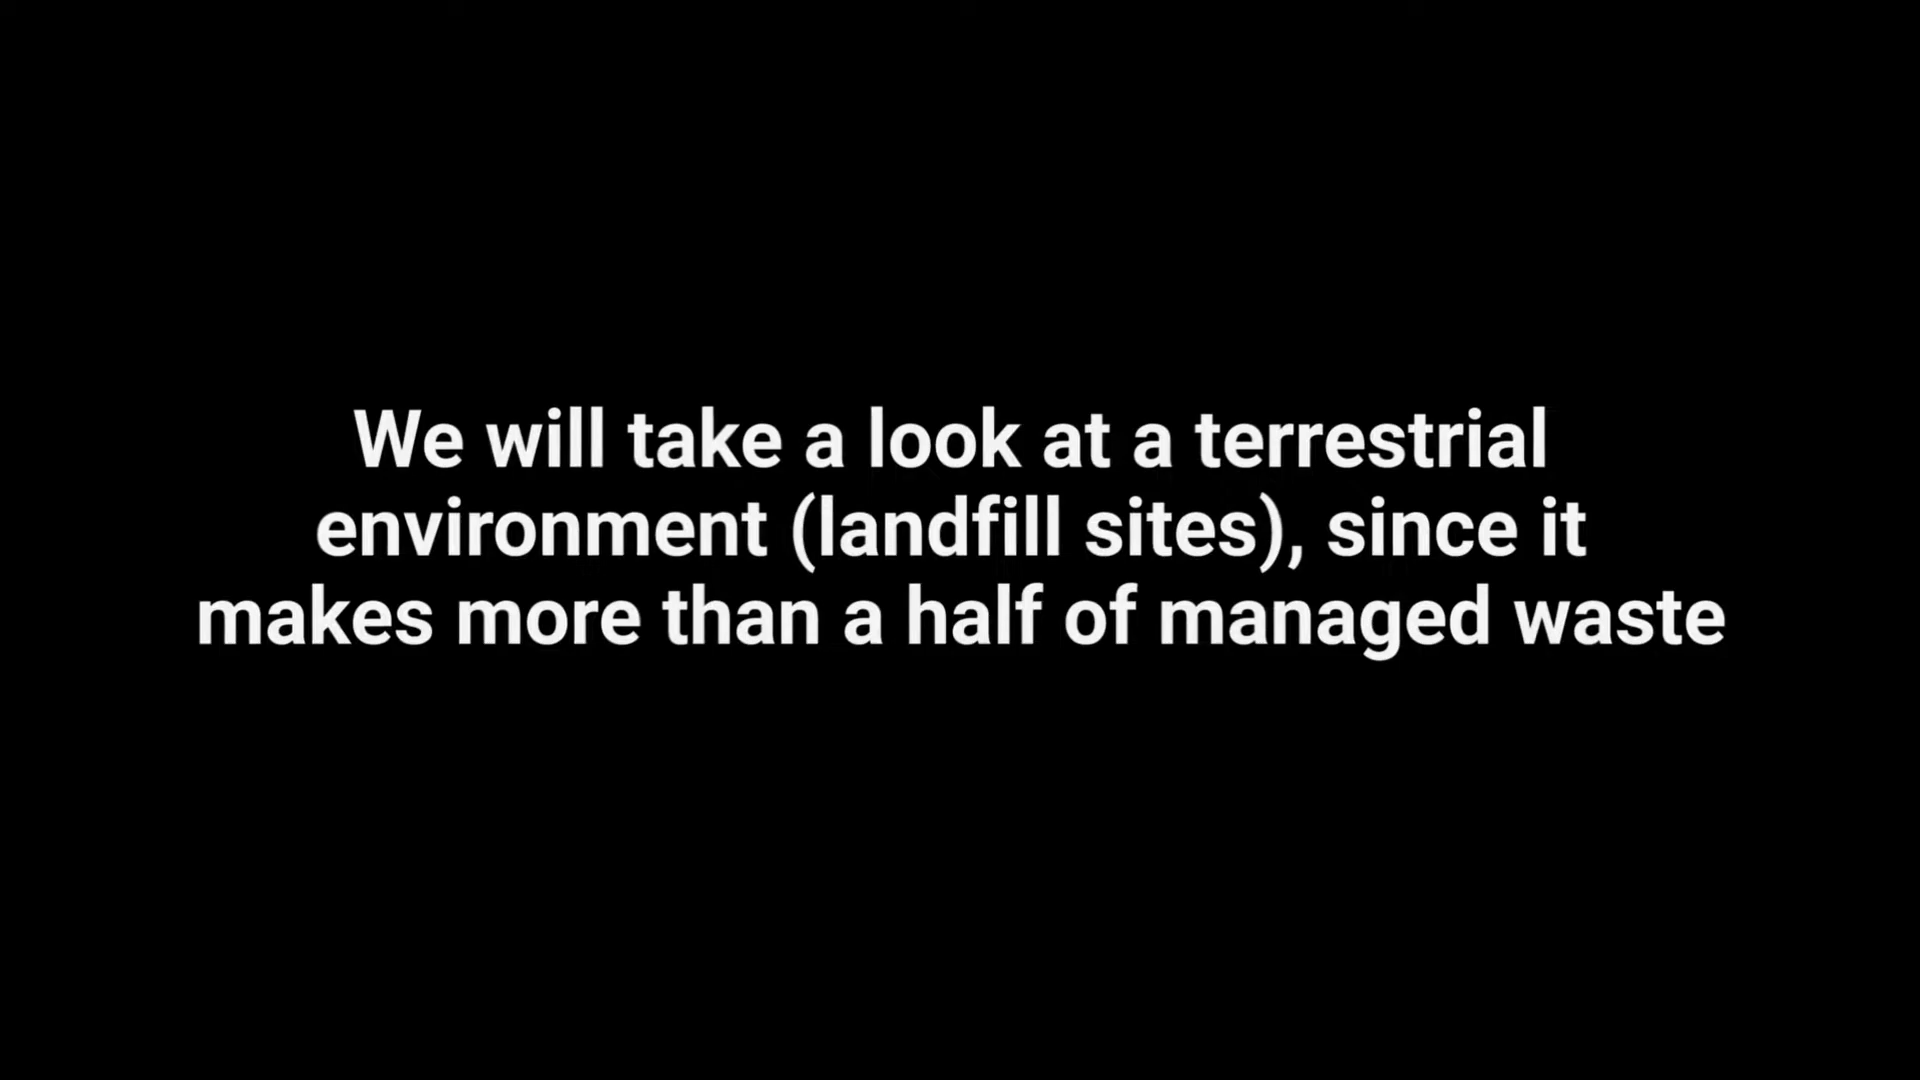 We will take a look at a terrestrial
environment (landfill sites), since it
makes more than a half of managed waste